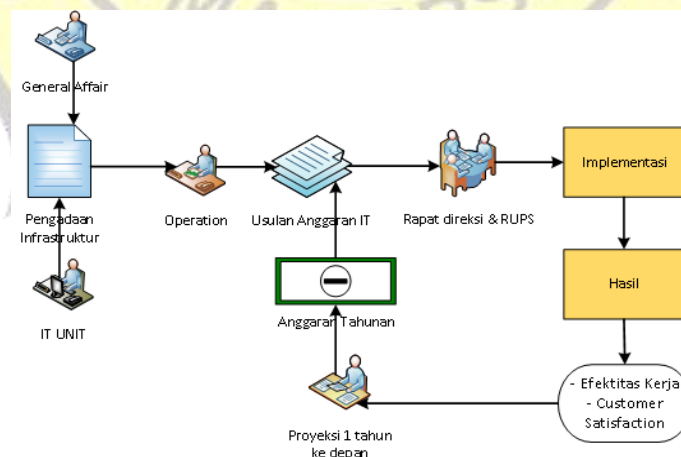 General Affair
Pengadaan
Infrastruktur
IT UNIT
Operation
Usulan Anggaran IT
Rapat direksi & RUPS
Implementasi
Hasil
- Efektitas Kerja
- Customer
Satisfaction
Anggaran Tahunan
Proyeksi 1 tahun
ke depan